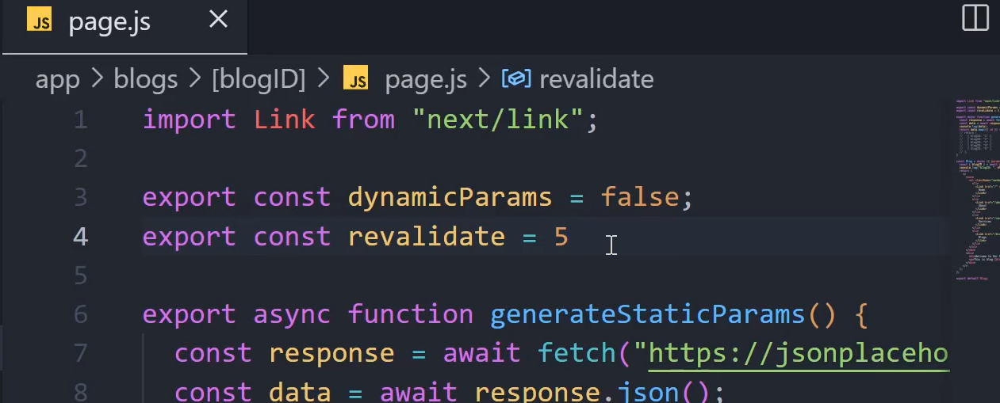 JS page.js
app > blogs > [blogID] > JS page.js > revalidate
1 import Link from "next/link";
2
3 export const dynamicParams = false;
4 export const revalidate = 5
5
6 export async function generateStaticParams() {
7 const response = await fetch("https://jsonplaceho
8 const data = await response.json();